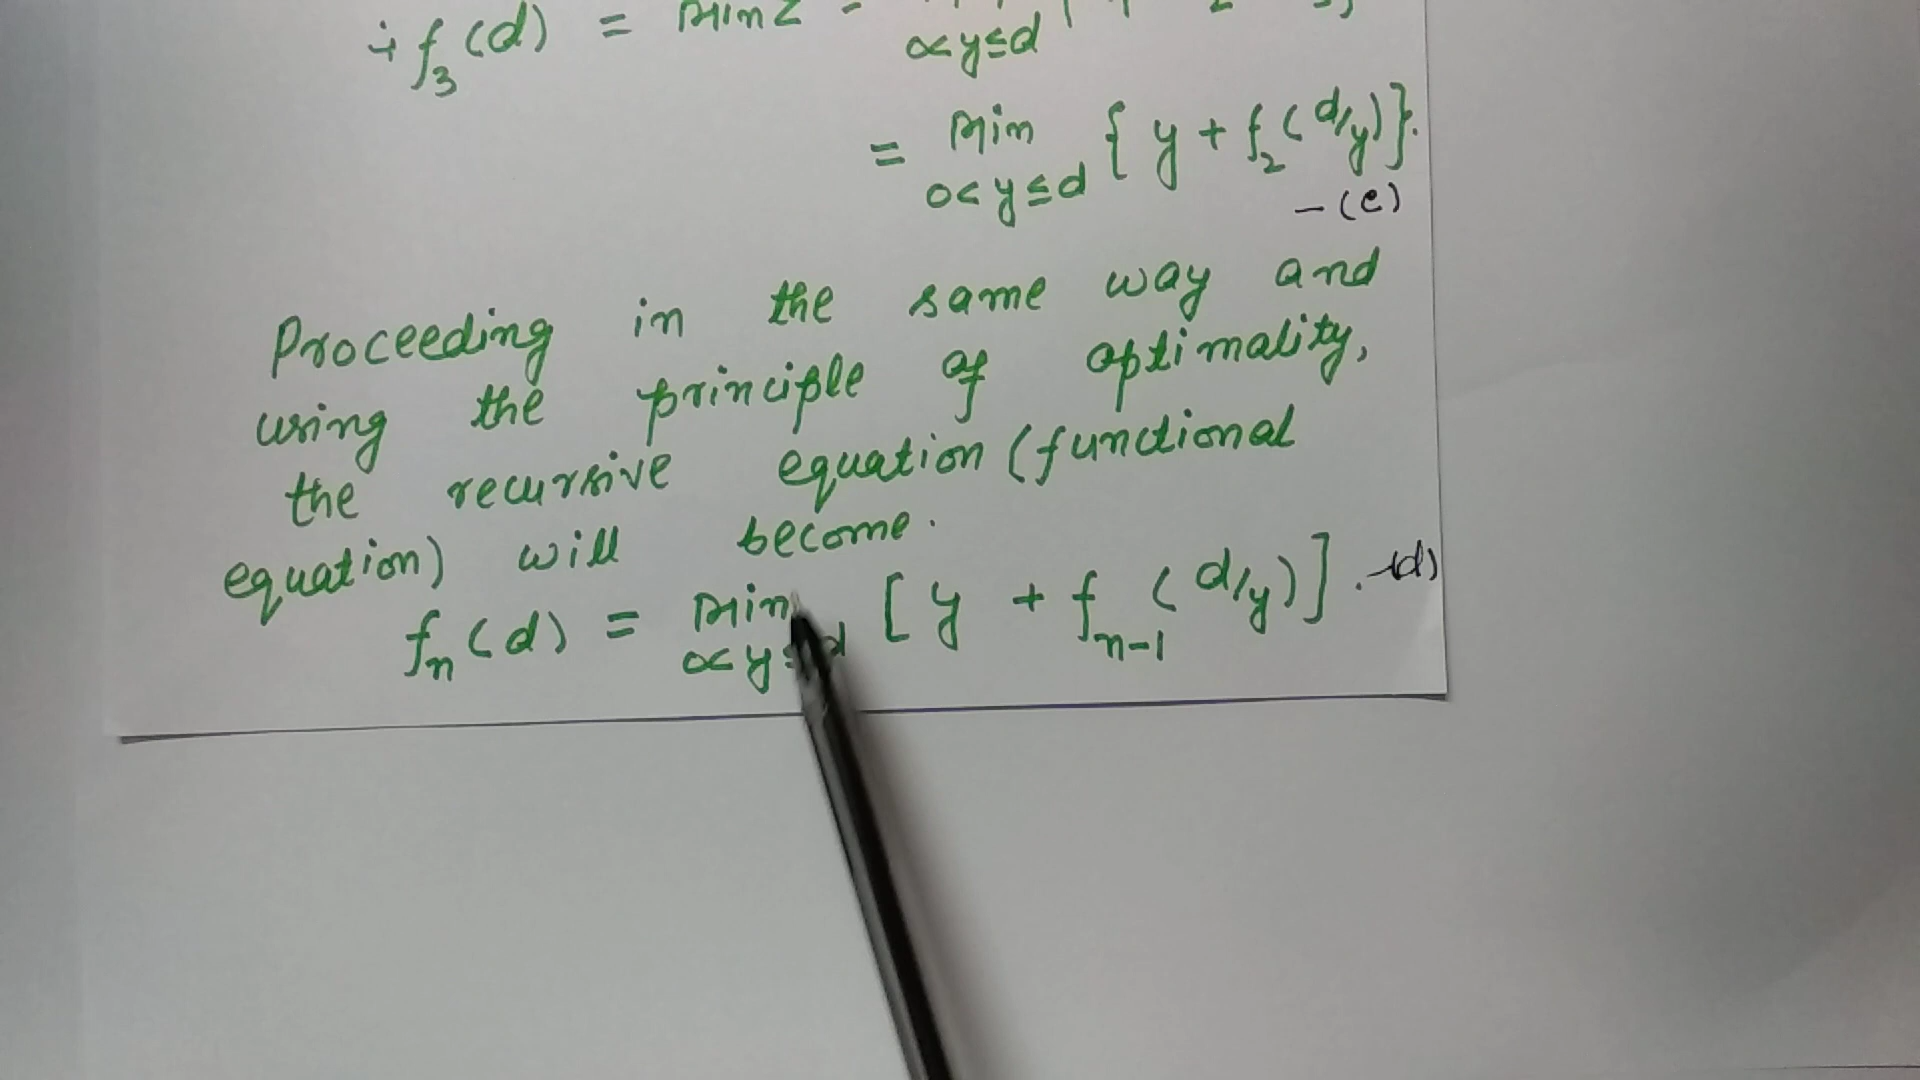 ∴ f₃(d) = Min Z =
0<y≤d
= Min { y + f₂(d/y)}.
0<y≤d
-(c)
Proceeding in the same way and
using the principle of optimality,
the recursive equation (functional
equation) will become.
fₙ(d) = Min [y + fₙ₋₁(d/y)]. -(d)
0<y≤d